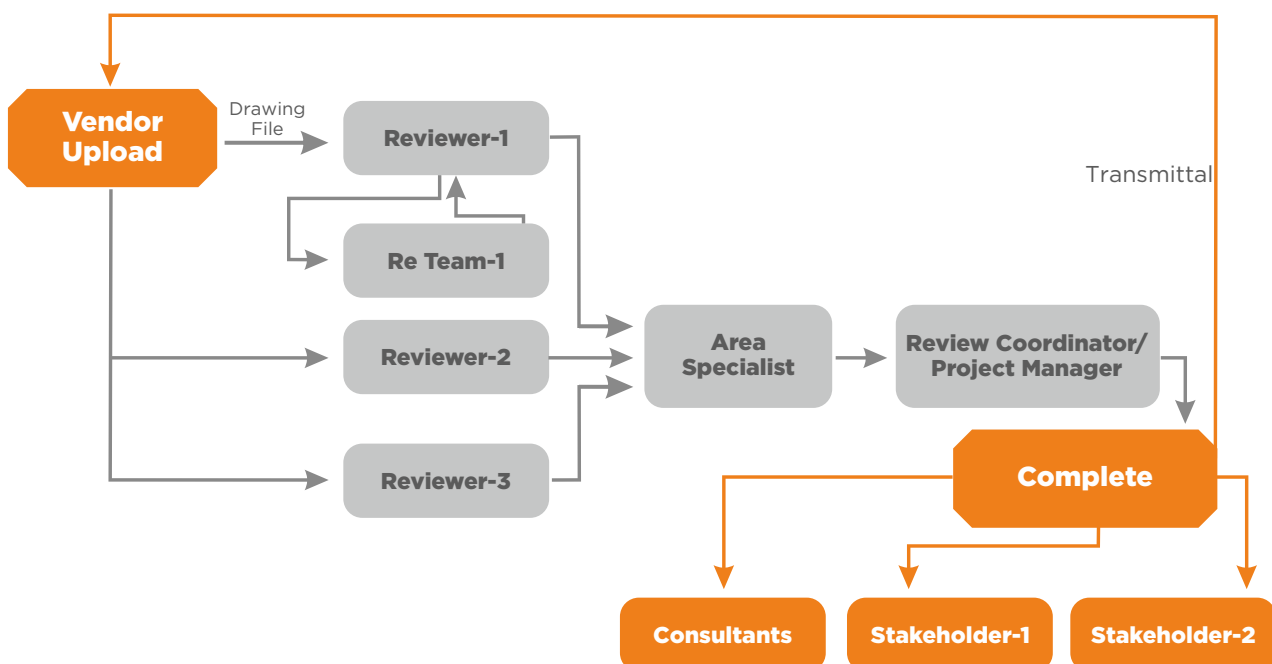 Vendor
Upload
Drawing
File
Reviewer-1
Transmittal
Re Team-1
Reviewer-2
Area
Specialist
Review Coordinator/
Project Manager
Reviewer-3
Complete
Consultants
Stakeholder-1
Stakeholder-2